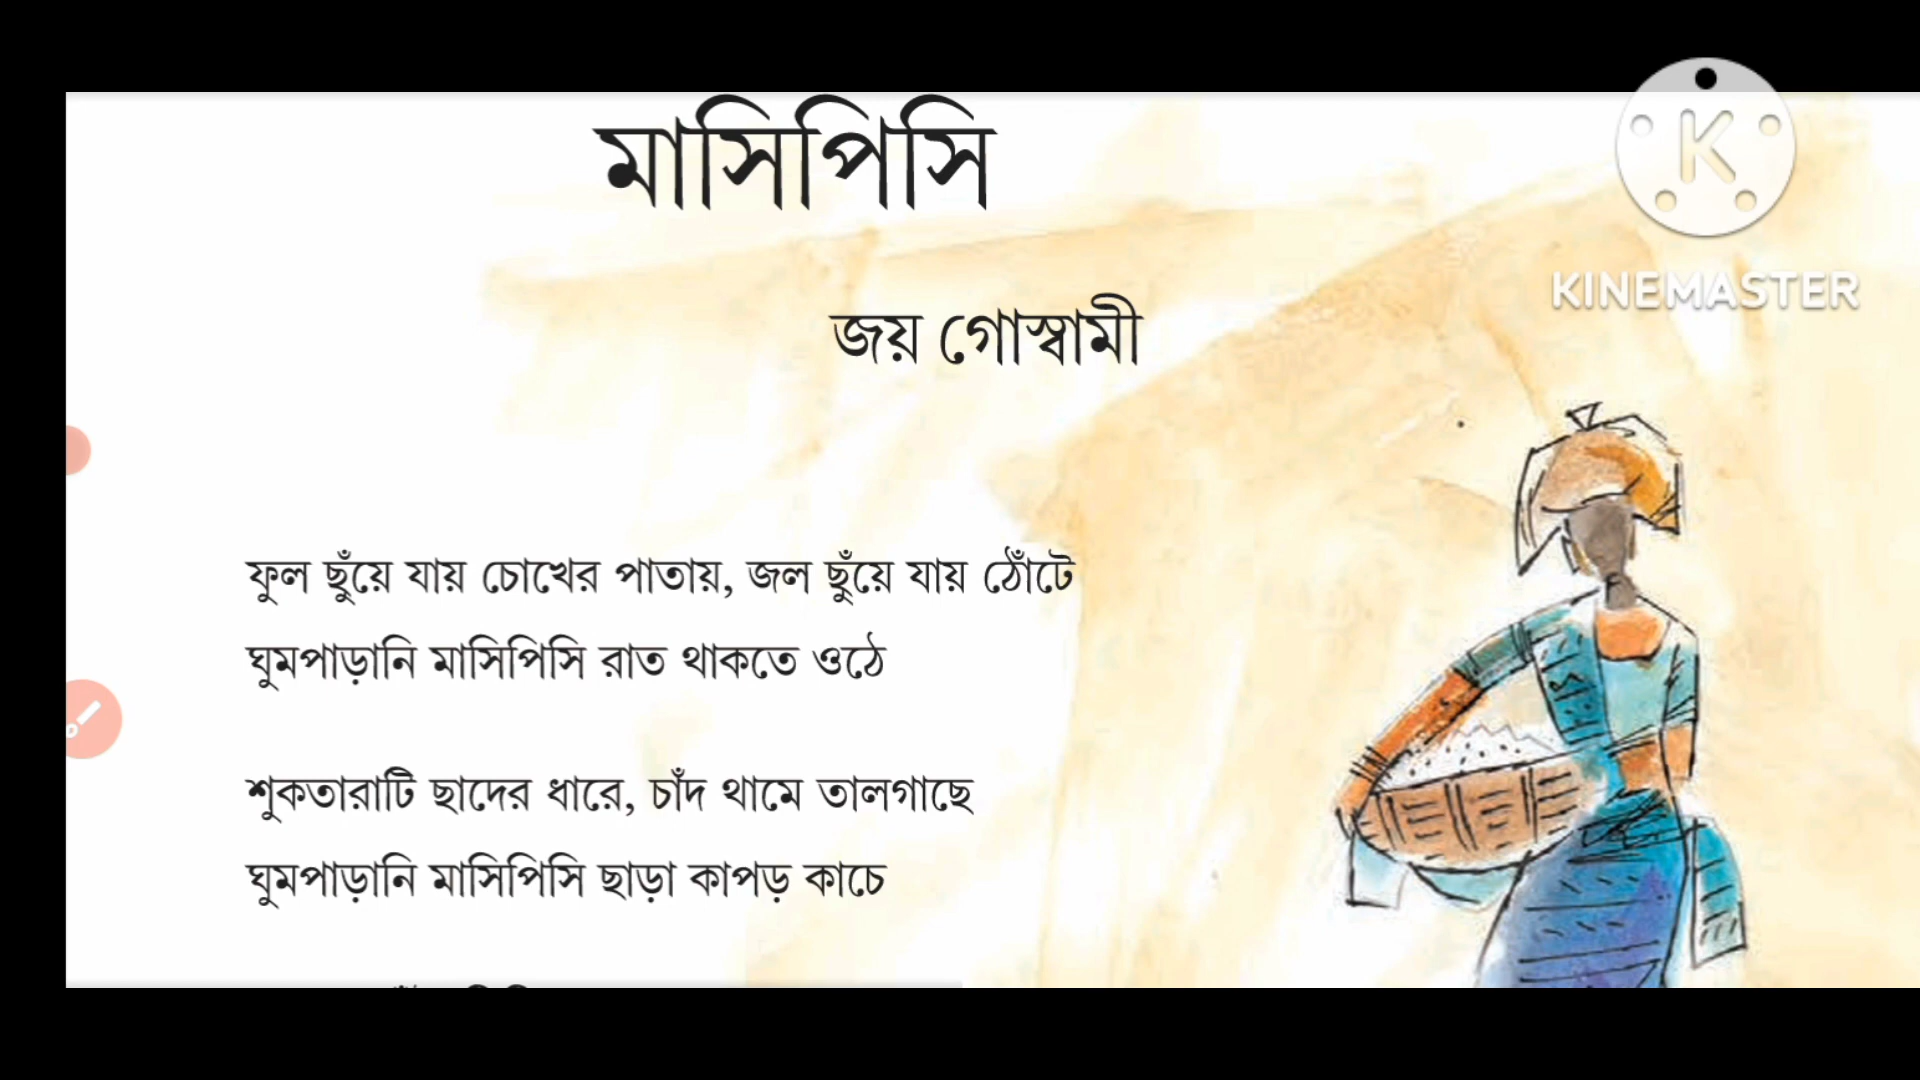 মাসিপিসি
K
KINEMASTER
জয় গোস্বামী
ফুল ছুঁয়ে যায় চোখের পাতায়, জল ছুঁয়ে যায় ঠোঁটে
ঘুমপাড়ানি মাসিপিসি রাত থাকতে ওঠে
শুকতারাটি ছাদের ধারে, চাঁদ থামে তালগাছে
ঘুমপাড়ানি মাসিপিসি ছাড়া কাপড় কাচে